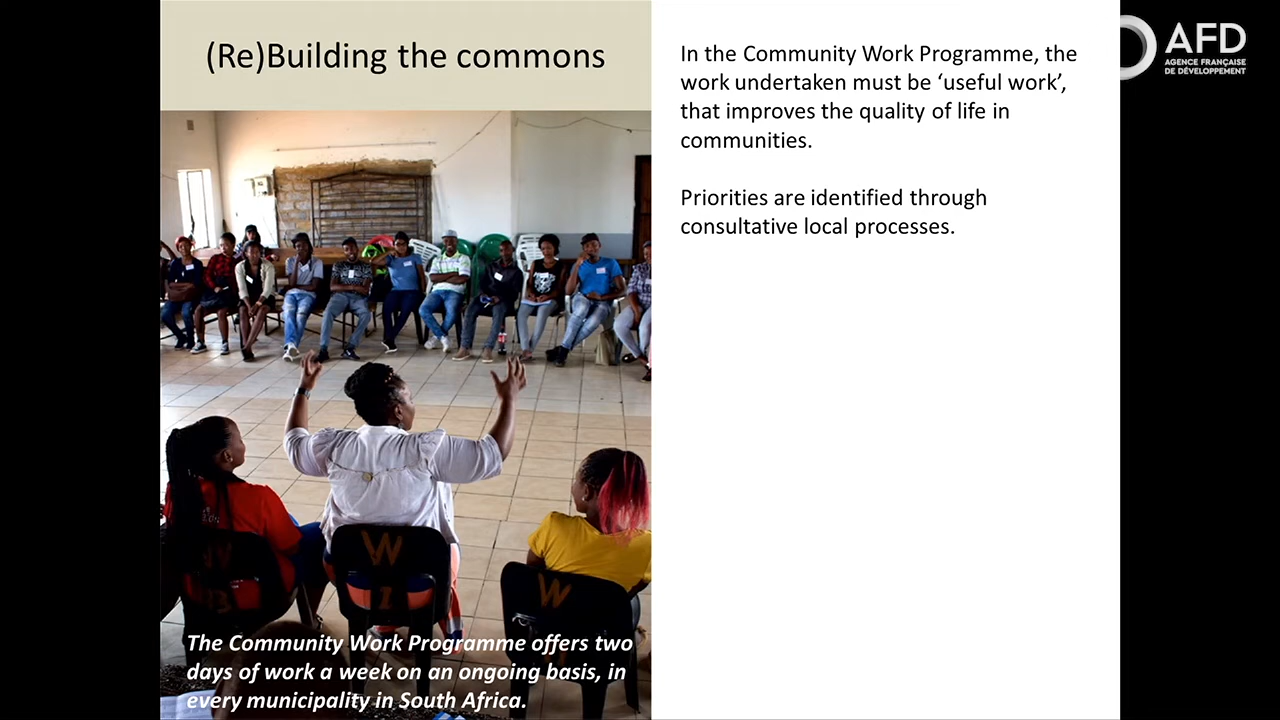 (Re)Building the commons
In the Community Work Programme, the
work undertaken must be ‘useful work’,
that improves the quality of life in
communities.
Priorities are identified through
consultative local processes.
AFD
AGENCE FRANÇAISE
DE DÉVELOPPEMENT
W
W
B
I
W
The Community Work Programme offers two
days of work a week on an ongoing basis, in
every municipality in South Africa.